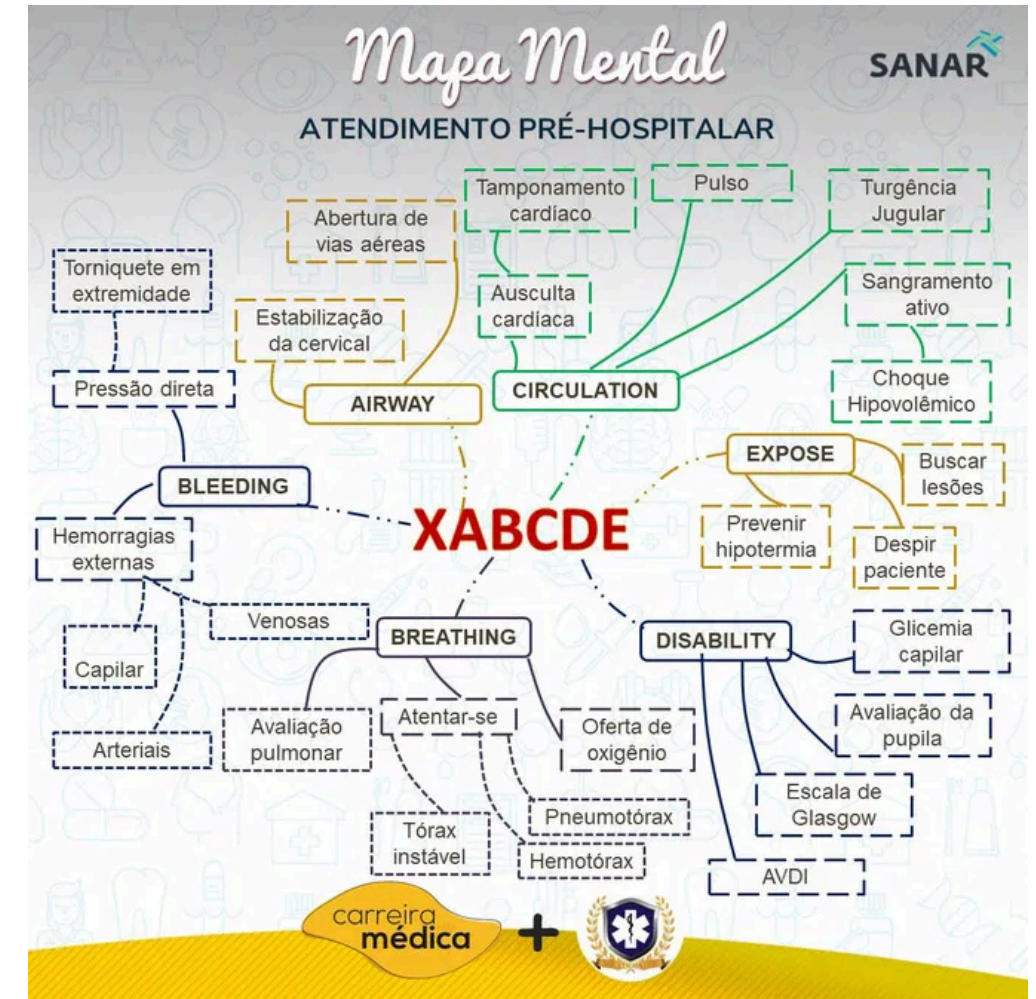 Mapa Mental
SANAR
ATENDIMENTO PRÉ-HOSPITALAR
Tamponamento
cardíaco
Pulso
Turgência
Jugular
Abertura de
vias aéreas
Torniquete em
extremidade
Ausculta
cardíaca
Sangramento
ativo
Estabilização
da cervical
Pressão direta
AIRWAY
CIRCULATION
Choque
Hipovolêmico
BLEEDING
EXPOSE
Buscar
lesões
XABCDE
Hemorragias
externas
Prevenir
hipotermia
Despir
paciente
Venosas
BREATHING
DISABILITY
Glicemia
capilar
Capilar
Arteriais
Avaliação
pulmonar
Atentar-se
Oferta de
oxigênio
Avaliação da
pupila
Escala de
Glasgow
Pneumotórax
Tórax
instável
Hemotórax
AVDI
carreira
médica
+